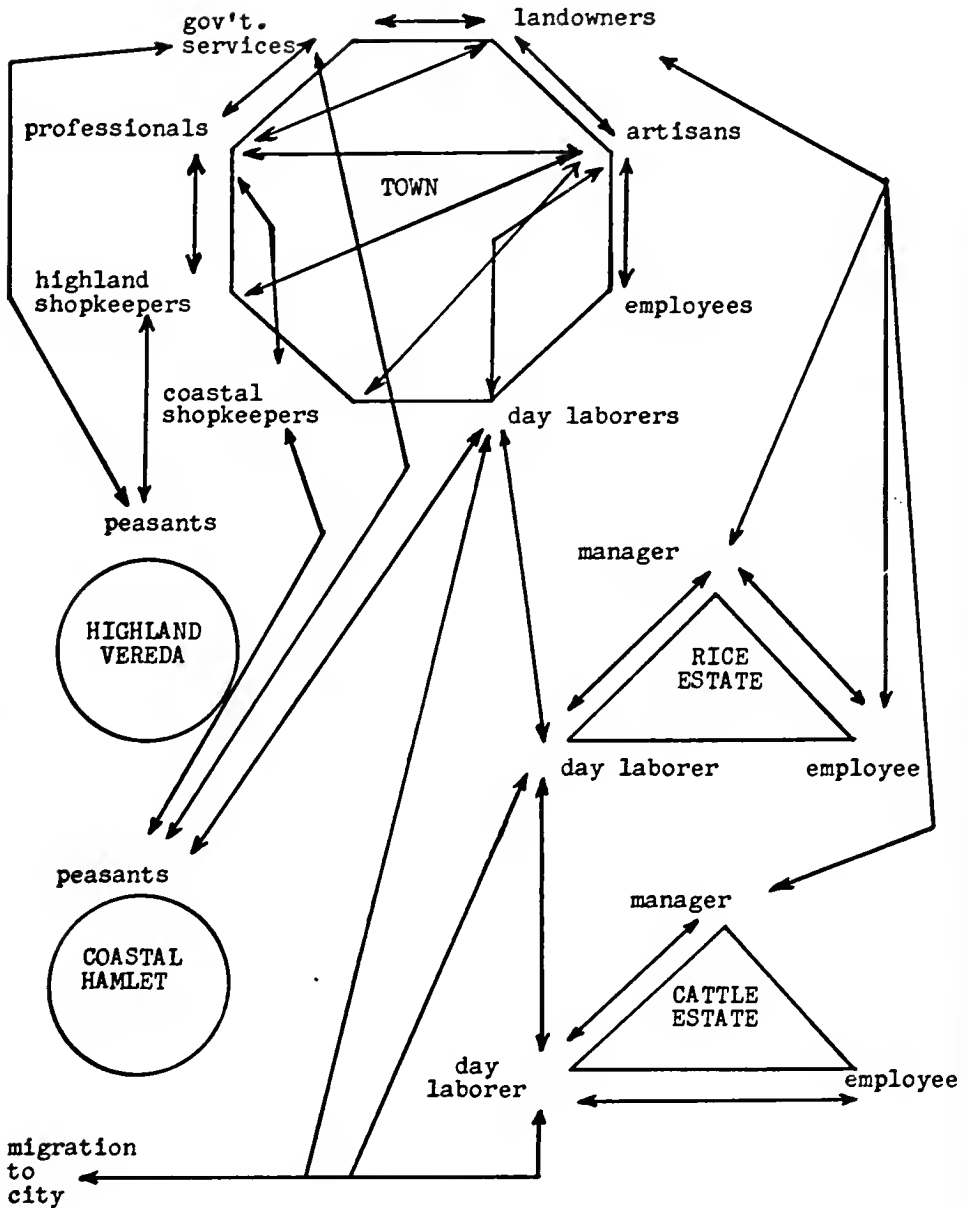 gov't.
services
landowners
professionals
artisans
TOWN
highland
shopkeepers
employees
coastal
shopkeepers
day laborers
peasants
manager
HIGHLAND
VEREDA
RICE
ESTATE
day laborer
employee
peasants
manager
COASTAL
HAMLET
CATTLE
ESTATE
day
laborer
employee
migration
to
city